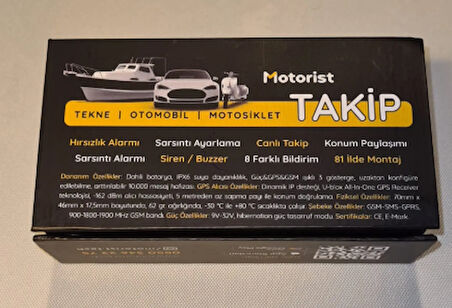 Motorist
TAKİP
TEKNE | OTOMOBİL | MOTOSİKLET
Hırsızlık Alarmı Sarsıntı Ayarlama Canlı Takip Konum Paylaşımı
Sarsıntı Alarmı Siren / Buzzer 8 Farklı Bildirim 81 İlde Montaj
Donanım Özellikler: Dahili batarya, IPX6 suya dayanıklılık, Güç&GPS&GSM ışıklı 3 gösterge, uzaktan konfigüre
edilebilme, arttırılabilir 10.000 mesaj hafızası. GPS Alıcısı Özellikler: Dinamik IP desteği, U-blox All-In-One GPS Receiver
teknolojisi, -162 dBm alıcı hassasiyeti, 5 metreden az sapma payı ile konum doğrulama. Fiziksel Özellikler: 70mm x
46mm x 17,5mm boyutunda, 62 gr ağırlığında, -30 °C ile +80 °C sıcaklıkta çalışır. Şebeke Özellikler: GSM-SMS-GPRS,
900-1800-1900 MHz GSM bandı. Güç Özellikler: 9V-32V, hibernation güç tasarruf modu. Sertifikalar: CE, E-Mark.